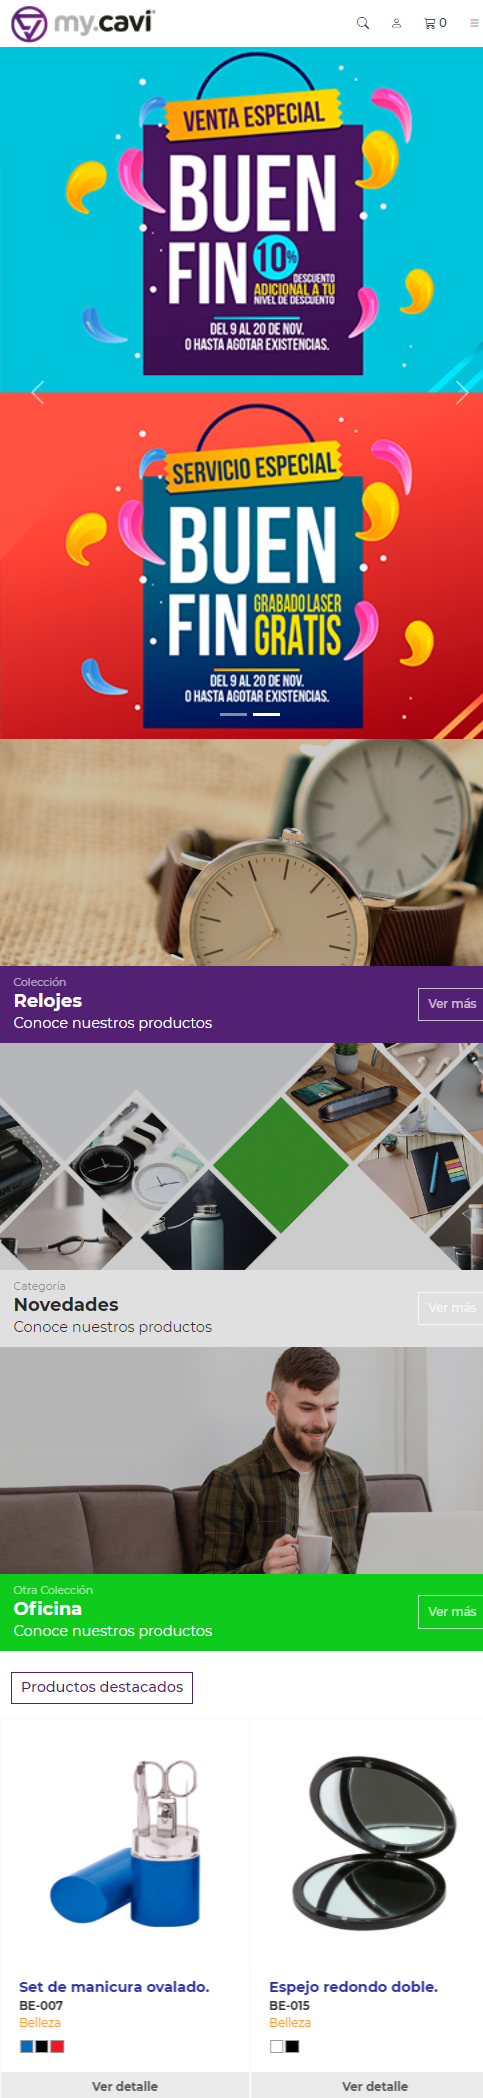 my.cavi
0
VENTA ESPECIAL
BUEN
FIN 10%
DESCUENTO
ADICIONAL A TU
NIVEL DE DESCUENTO
DEL 9 AL 20 DE NOV.
O HASTA AGOTAR EXISTENCIAS.
SERVICIO ESPECIAL
BUEN
FIN GRABADO LASER
GRATIS
DEL 9 AL 20 DE NOV.
O HASTA AGOTAR EXISTENCIAS.
Colección
Relojes
Conoce nuestros productos
Ver más
Categoría
Novedades
Conoce nuestros productos
Ver más
Otra Colección
Oficina
Conoce nuestros productos
Ver más
Productos destacados
Set de manicura ovalado.
BE-007
Belleza
Ver detalle
Espejo redondo doble.
BE-015
Belleza
Ver detalle